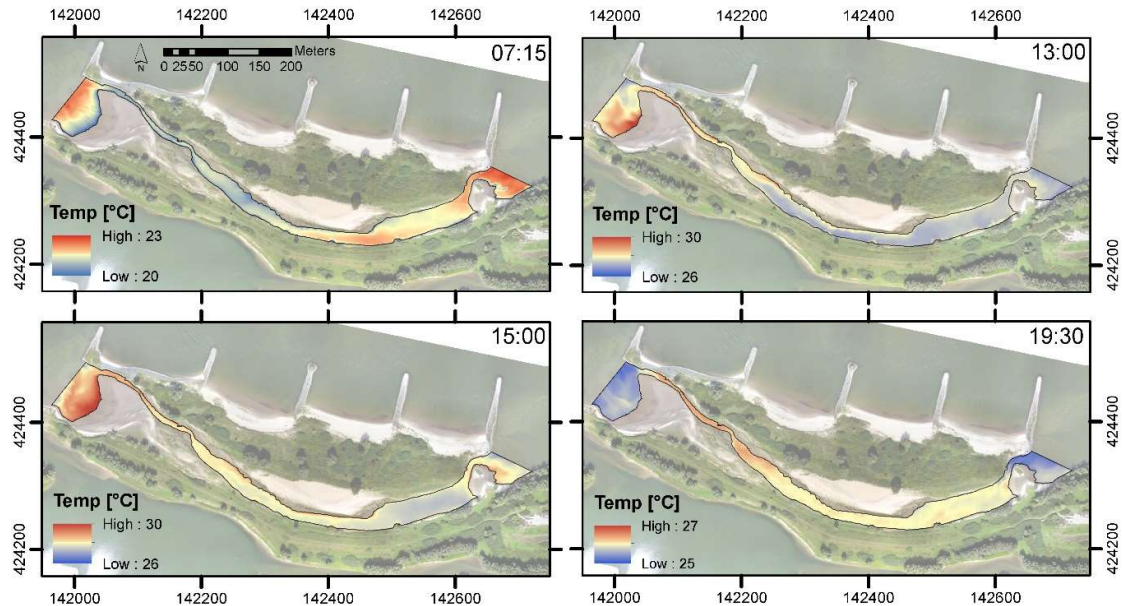 142000 142200 142400 142600 142000 142200 142400 142600
N
0 25 50 100 150 200 Meters
07:15
424400
424200
Temp [°C]
High : 23
Low : 20
13:00
424400
424200
Temp [°C]
High : 30
Low : 26
15:00
424400
424200
Temp [°C]
High : 30
Low : 26
19:30
424400
424200
Temp [°C]
High : 27
Low : 25
142000 142200 142400 142600 142000 142200 142400 142600